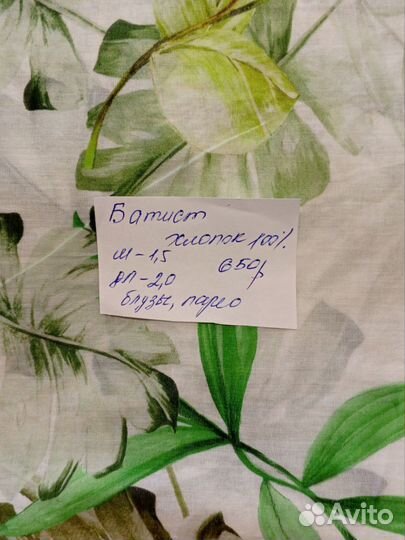 Батист
хлопок 100%.
ш-1,5
650р
дл-2,0
блузы, парео
Avito